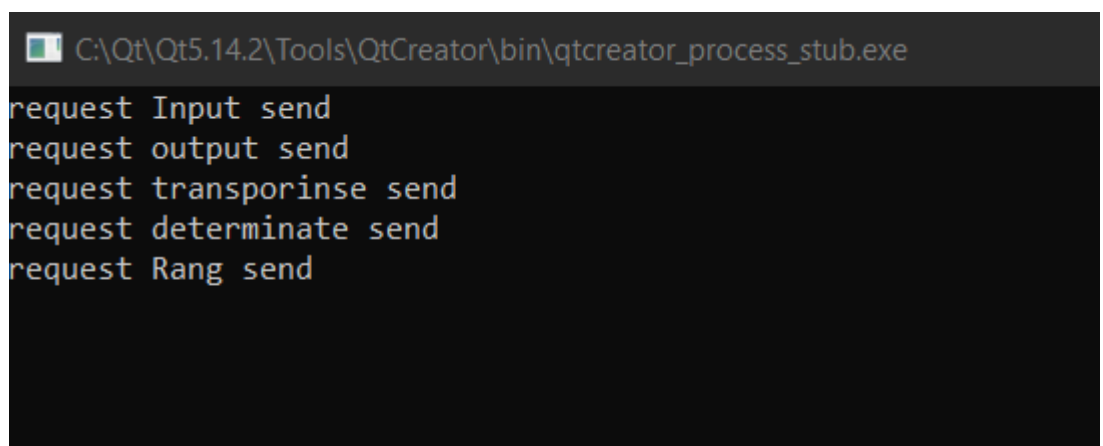 C:\Qt\Qt5.14.2\Tools\QtCreator\bin\qtcreator_process_stub.exe
request Input send
request output send
request transporinse send
request determinate send
request Rang send